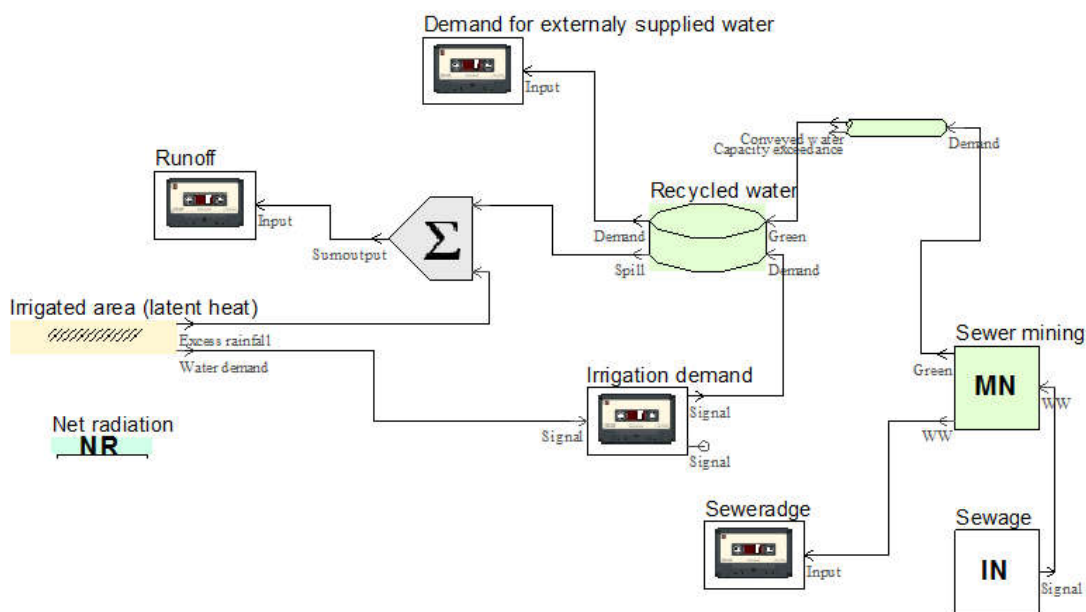 Demand for externaly supplied water
Input
Conveyed water
Capacity exceedance
Demand
Runoff
Input
Recycled water
Demand
Green
Σ
Sumoutput
Spill
Demand
Irrigated area (latent heat)
Excess rainfall
Water demand
Sewer mining
Green
MN
WW
WW
Irrigation demand
Signal
Signal
Signal
Net radiation
NR
Seweradge
Input
Sewage
IN
Signal